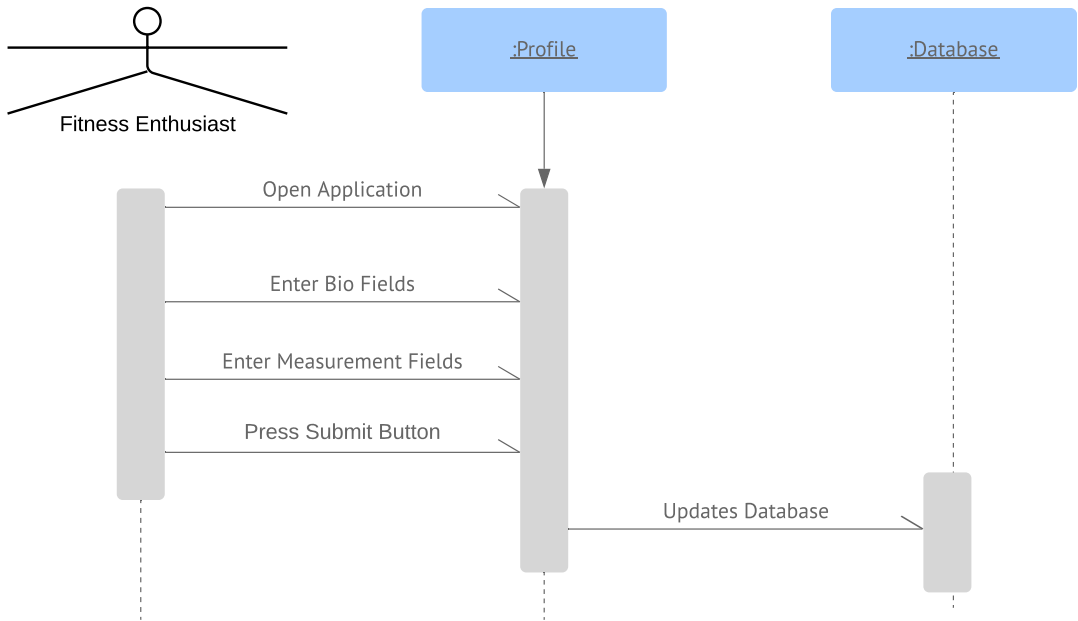 :Profile
:Database
Fitness Enthusiast
Open Application
Enter Bio Fields
Enter Measurement Fields
Press Submit Button
Updates Database